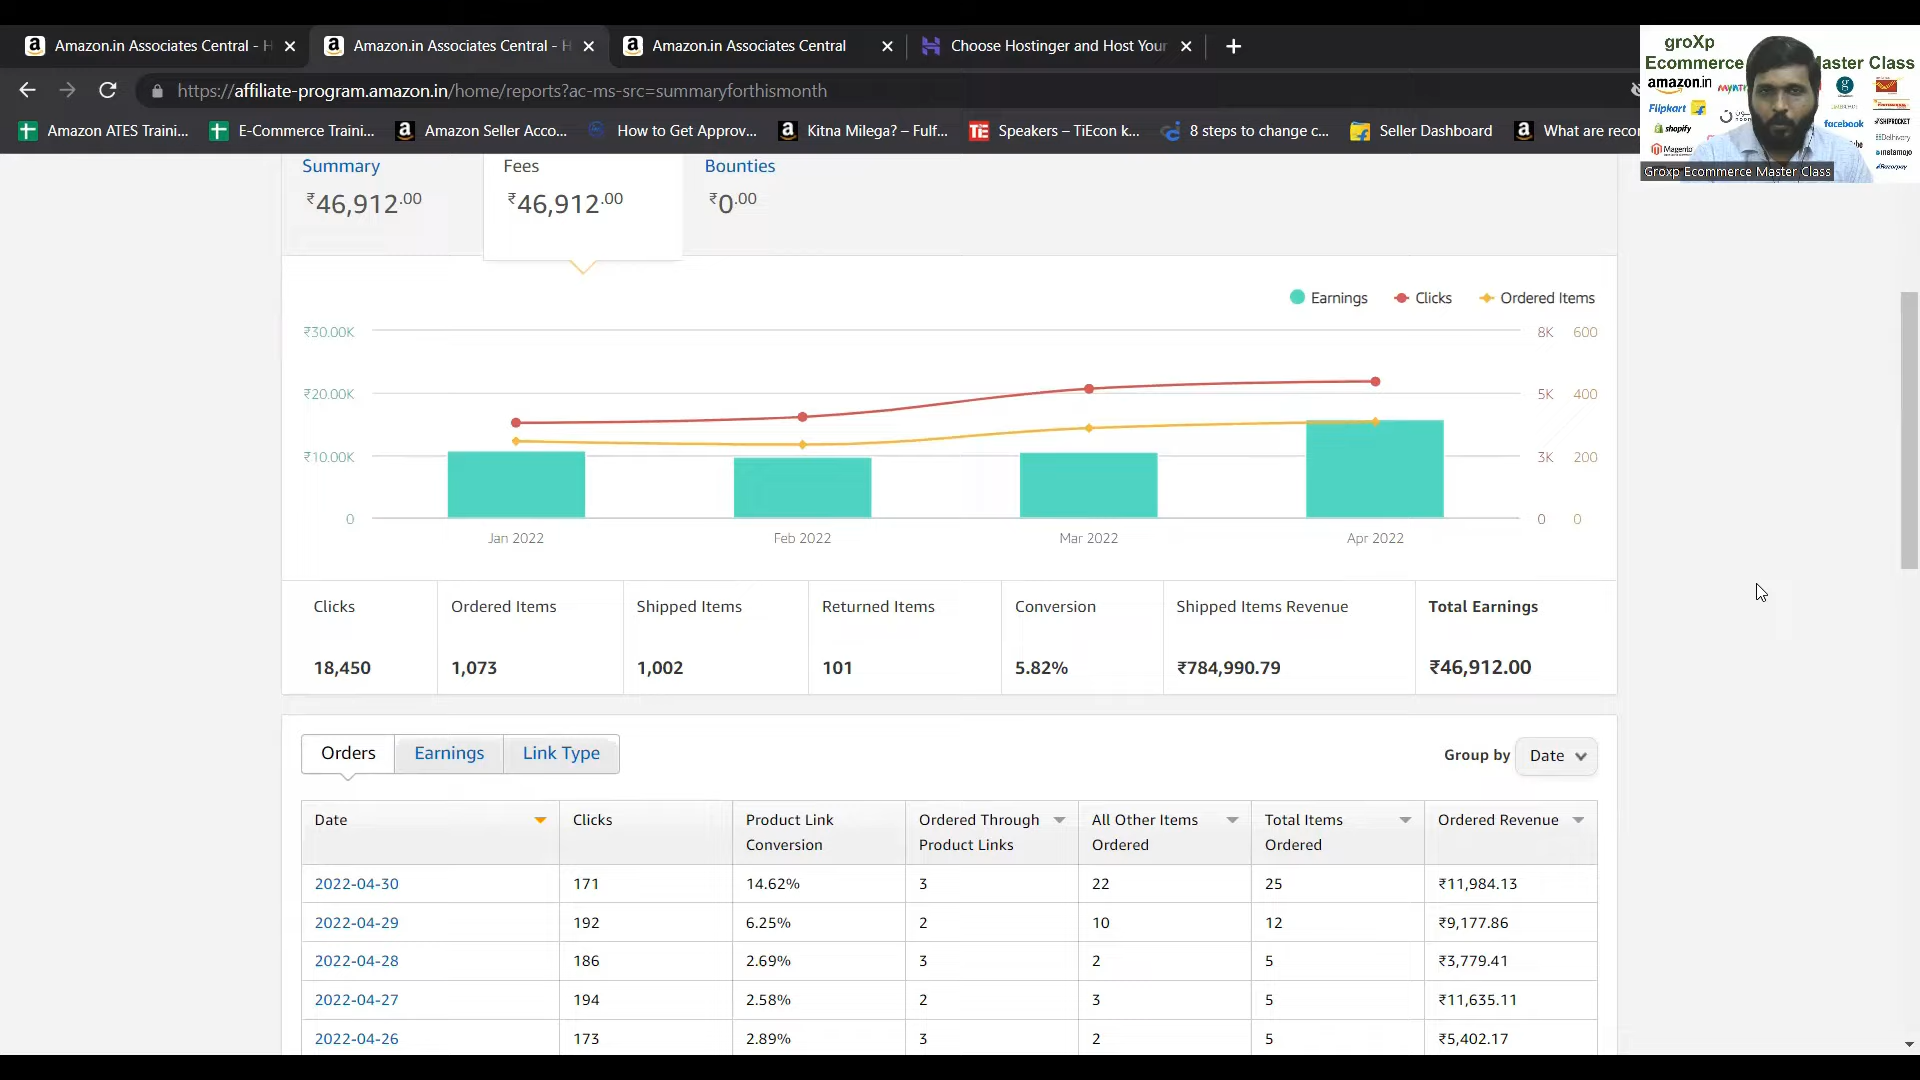 Amazon.in Associates Central - H
Amazon.in Associates Central - H
Amazon.in Associates Central
Choose Hostinger and Host Your
https://affiliate-program.amazon.in/home/reports?ac-ms-src=summaryforthismonth
Amazon ATES Traini...
E-Commerce Traini...
Amazon Seller Acco...
How to Get Approv...
Kitna Milega? – Fulf...
TE
Speakers – TiEcon k...
8 steps to change c...
Seller Dashboard
What are recor
groXp
Ecommerce
Master Class
amazon.in
Flipkart
shopify
Magento
facebook
SHIPROCKET
Delhivery
instamojo
Razorpay
Groxp Ecommerce Master Class
Summary
₹46,912.00
Fees
₹46,912.00
Bounties
₹0.00
Earnings
Clicks
Ordered Items
₹30.00K
8K
600
₹20.00K
5K
400
₹10.00K
3K
200
0
0
0
Jan 2022
Feb 2022
Mar 2022
Apr 2022
Clicks
Ordered Items
Shipped Items
Returned Items
Conversion
Shipped Items Revenue
Total Earnings
18,450
1,073
1,002
101
5.82%
₹784,990.79
₹46,912.00
Orders
Earnings
Link Type
Group by
Date
Date
Clicks
Product Link
Conversion
Ordered Through
Product Links
All Other Items
Ordered
Total Items
Ordered
Ordered Revenue
2022-04-30
171
14.62%
3
22
25
₹11,984.13
2022-04-29
192
6.25%
2
10
12
₹9,177.86
2022-04-28
186
2.69%
3
2
5
₹3,779.41
2022-04-27
194
2.58%
2
3
5
₹11,635.11
2022-04-26
173
2.89%
3
2
5
₹5,402.17